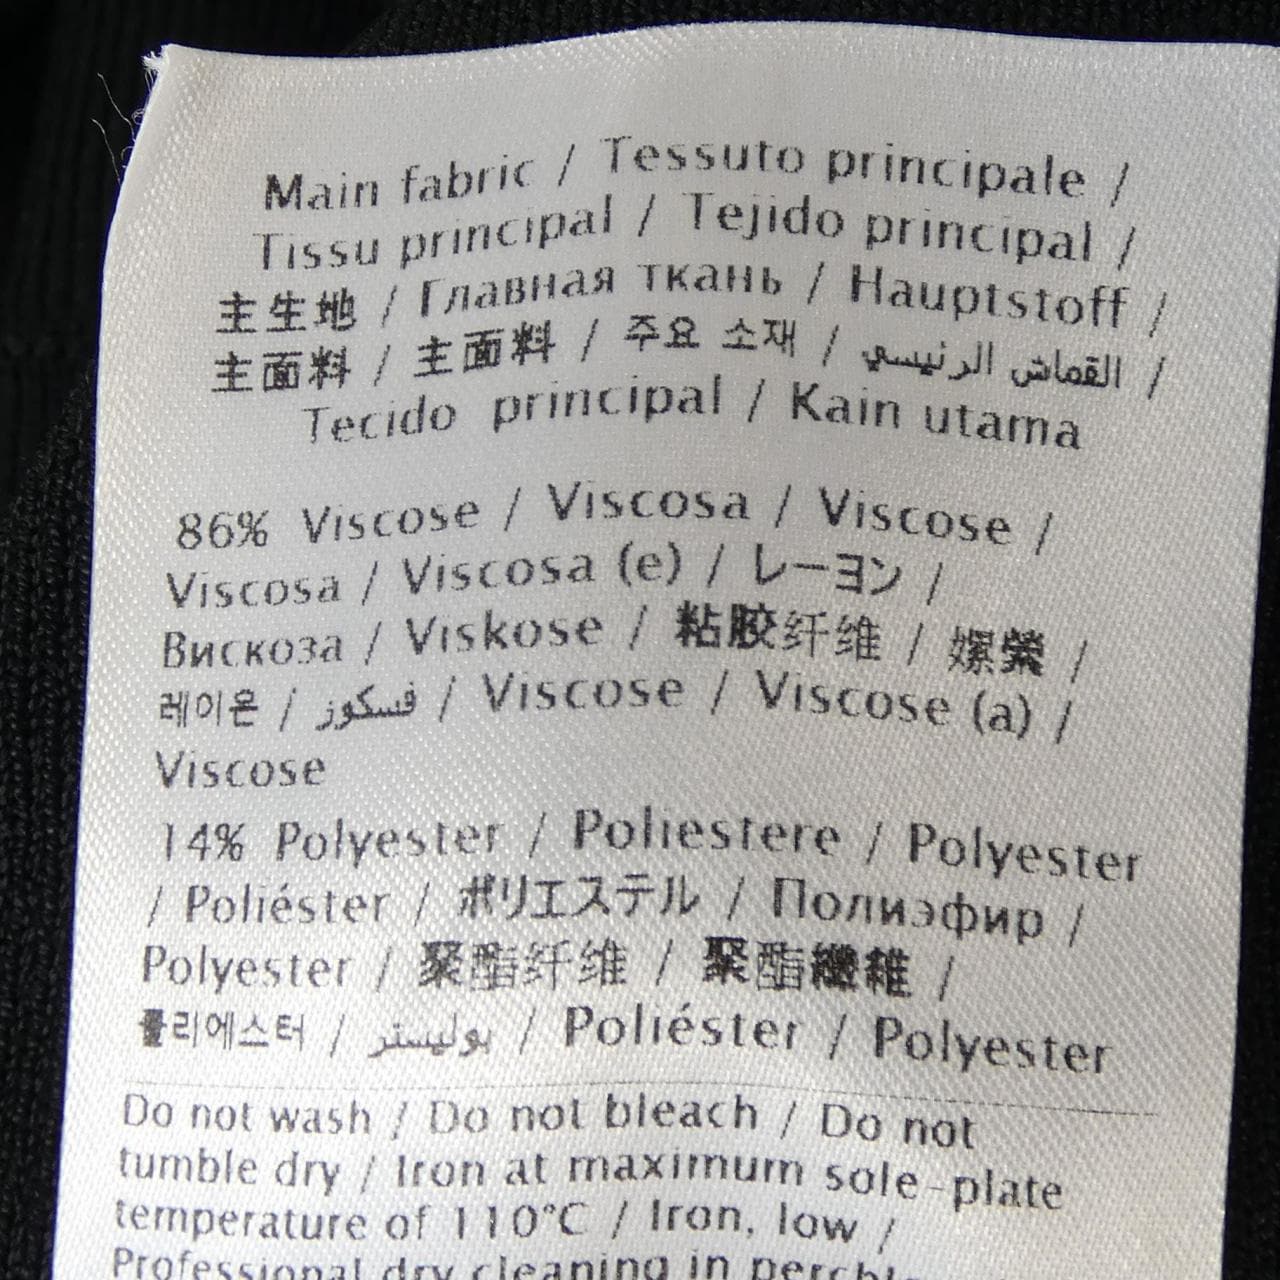 Main fabric / Tessuto principale /
Tissu principal / Tejido principal /
主生地 / Главная ткань / Hauptstoff /
主面料 / 主面料 / 주요 소재 / القماش الرئيسي /
Tecido principal / Kain utama
86% Viscose / Viscosa / Viscose /
Viscosa / Viscosa (e) / レーヨン /
Вискоза / Viskose / 粘胶纤维 / 嫘縈 /
레이온 / فسكوز / Viscose / Viscose (a) /
Viscose
14% Polyester / Poliestere / Polyester
/ Poliéster / ポリエステル / Полиэфир /
Polyester / 聚酯纤维 / 聚酯纖維 /
폴리에스터 / بوليستر / Poliéster / Polyester
Do not wash / Do not bleach / Do not
tumble dry / Iron at maximum sole-plate
temperature of 110°C / Iron, low /
Professional dry cleaning in